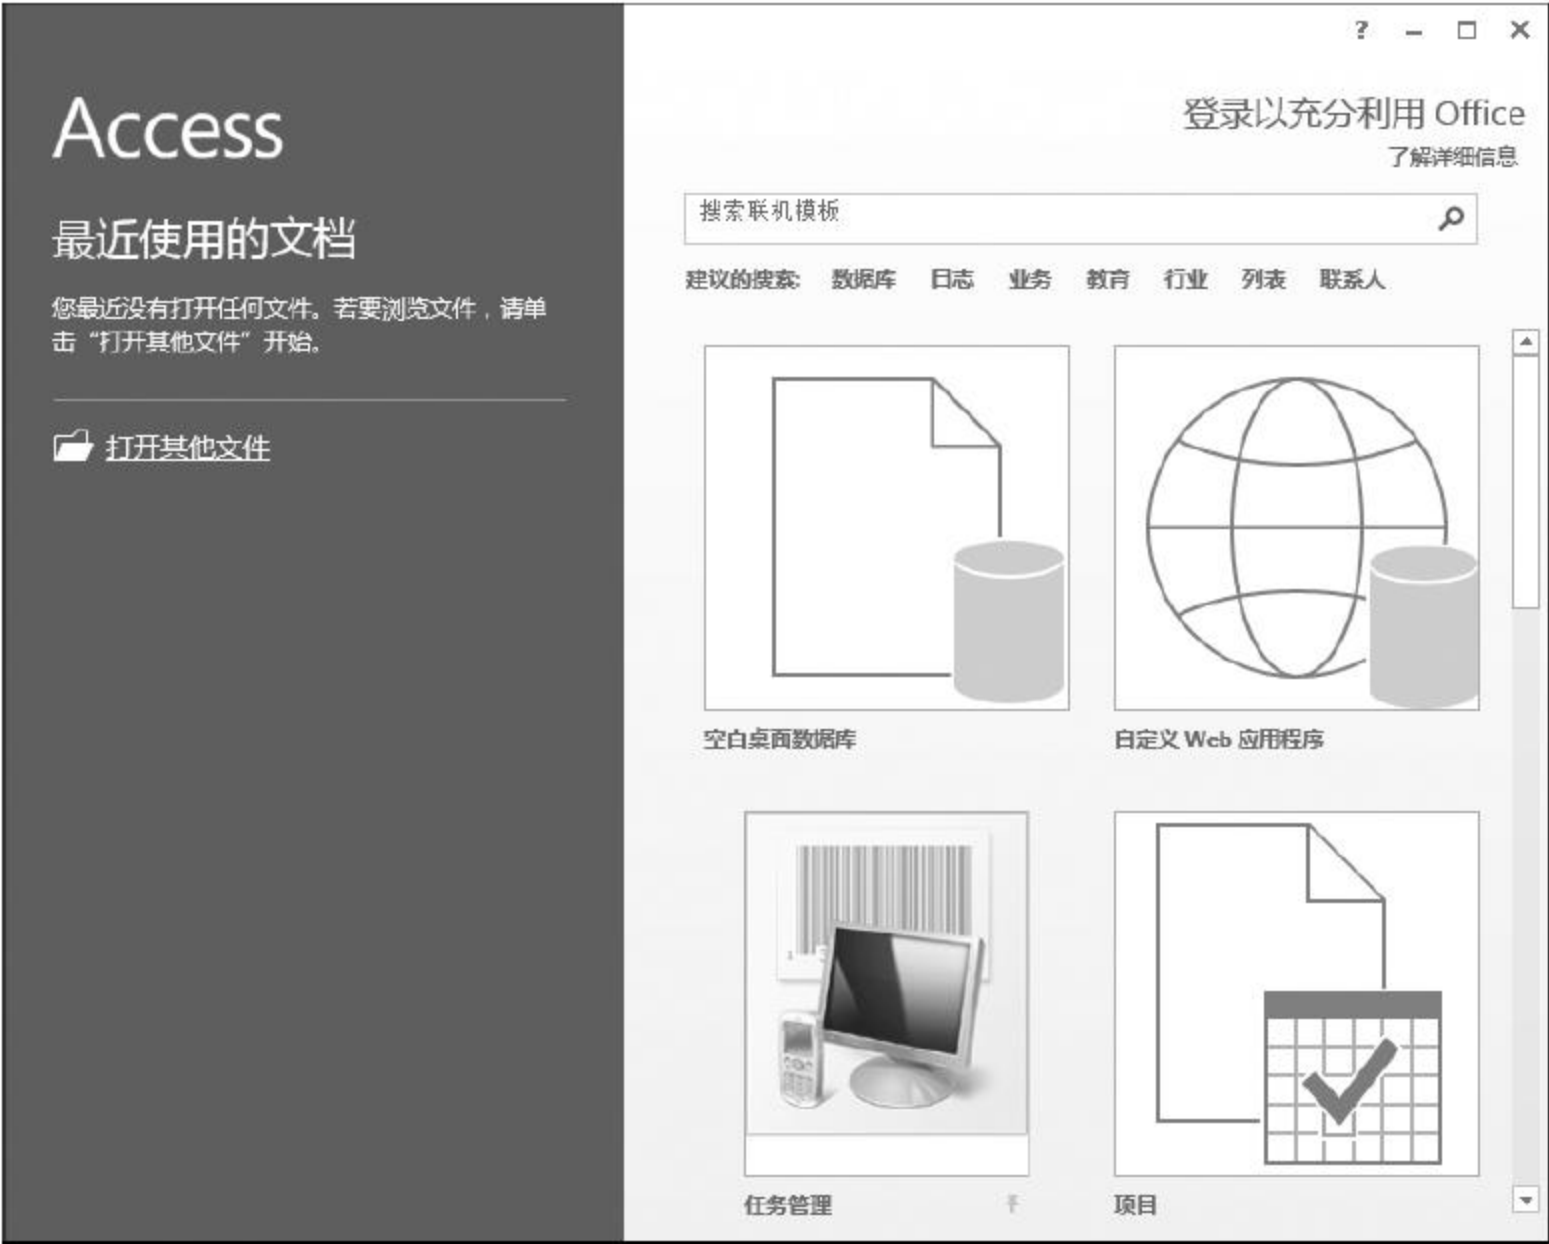 ?
Access
最近使用的文档
您最近没有打开任何文件。若要浏览文件，请单
击“打开其他文件”开始。
打开其他文件
登录以充分利用 Office
了解详细信息
搜索联机模板
建议的搜索: 数据库 日志 业务 教育 行业 列表 联系人
空白桌面数据库
自定义 Web 应用程序
任务管理
项目